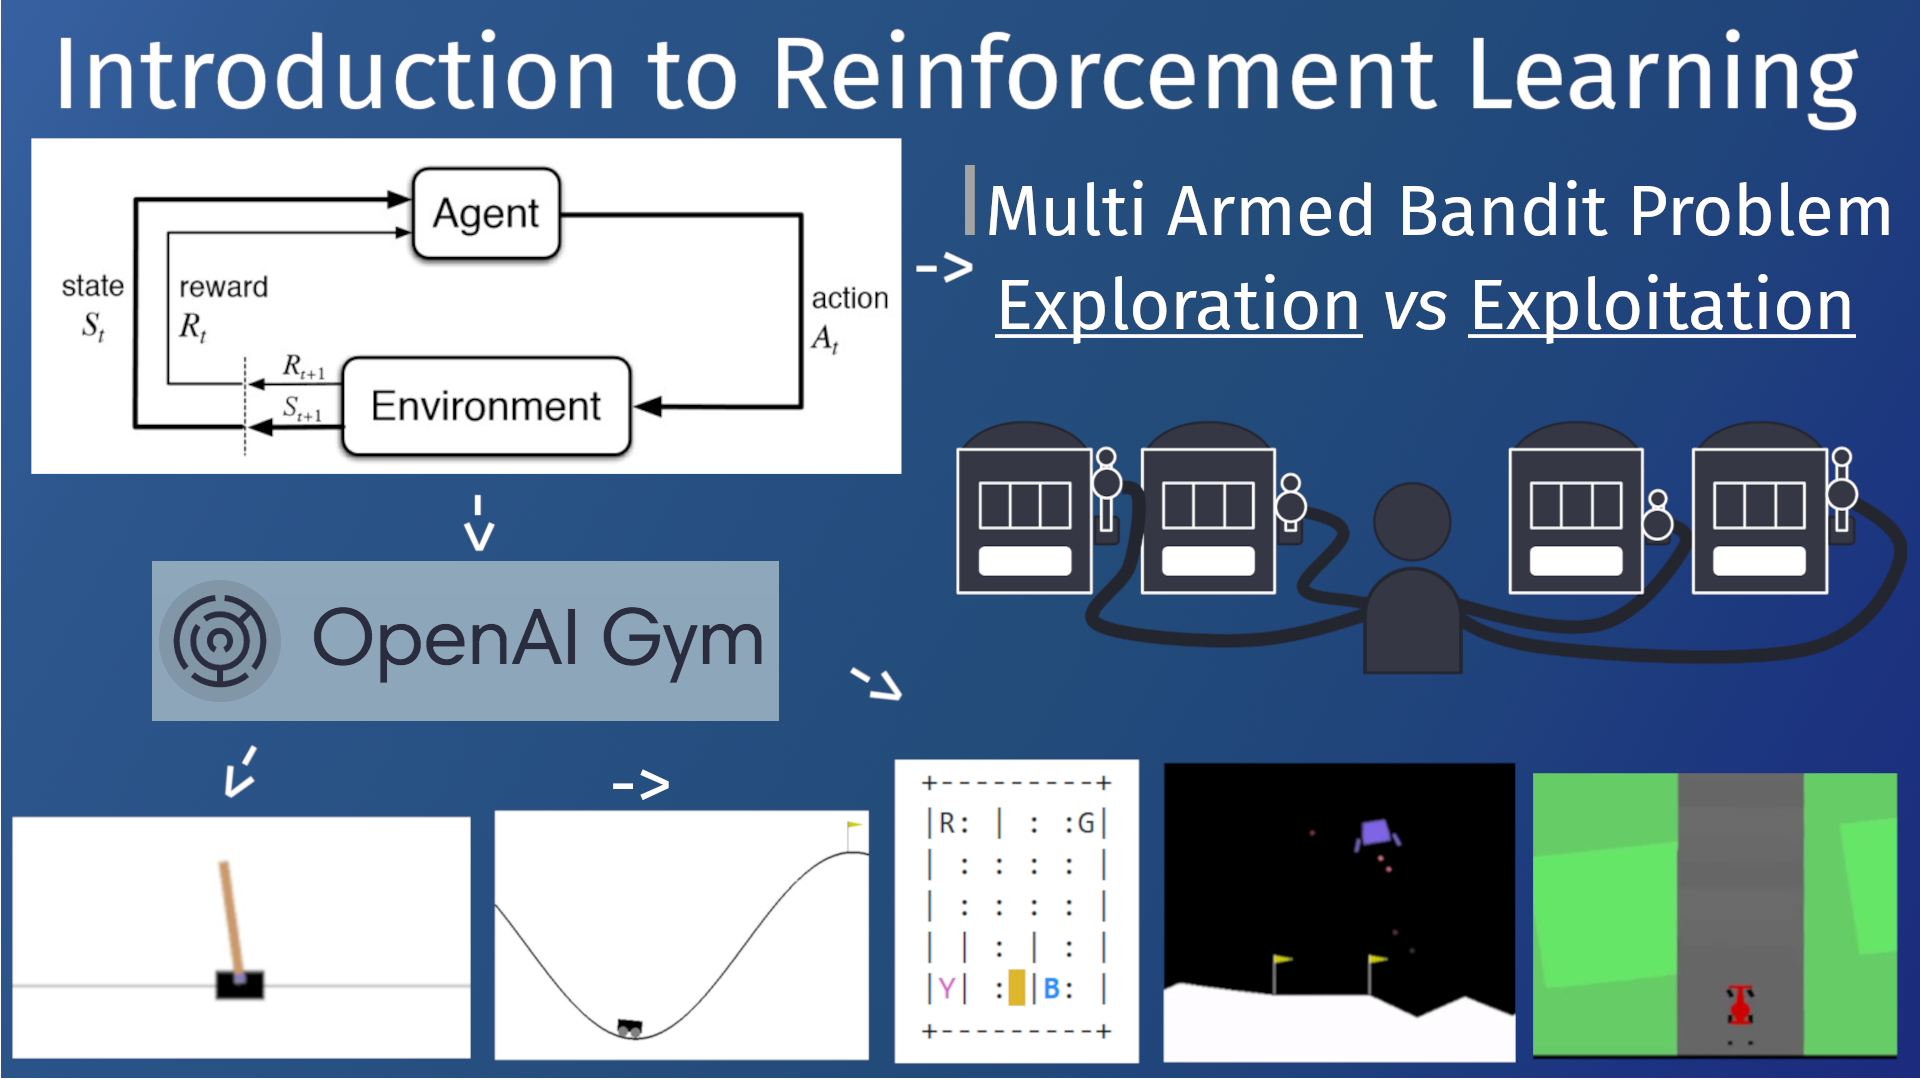 Introduction to Reinforcement Learning
Agent
state
S_t
reward
R_t
action
A_t
R_{t+1}
S_{t+1}
Environment
->
Multi Armed Bandit Problem
Exploration vs Exploitation
->
OpenAI Gym
->
->
->
+---------+
|R: | : :G|
| : : : : |
| : : : : |
| | : | : |
|Y| : |B: |
+---------+